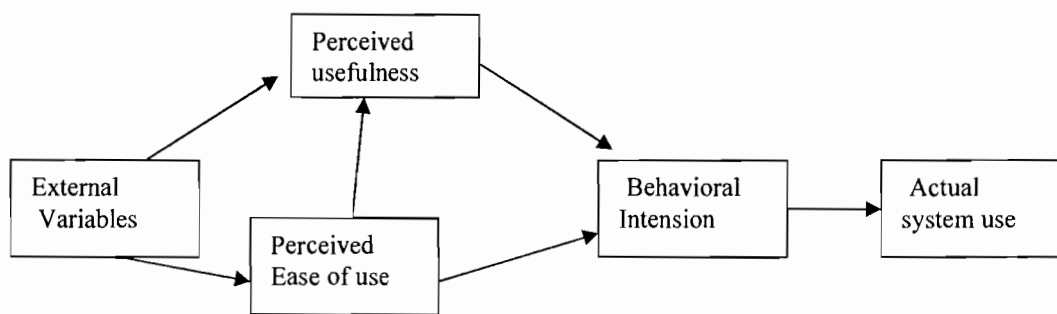 Perceived
usefulness
External
Variables
Perceived
Ease of use
Behavioral
Intension
Actual
system use